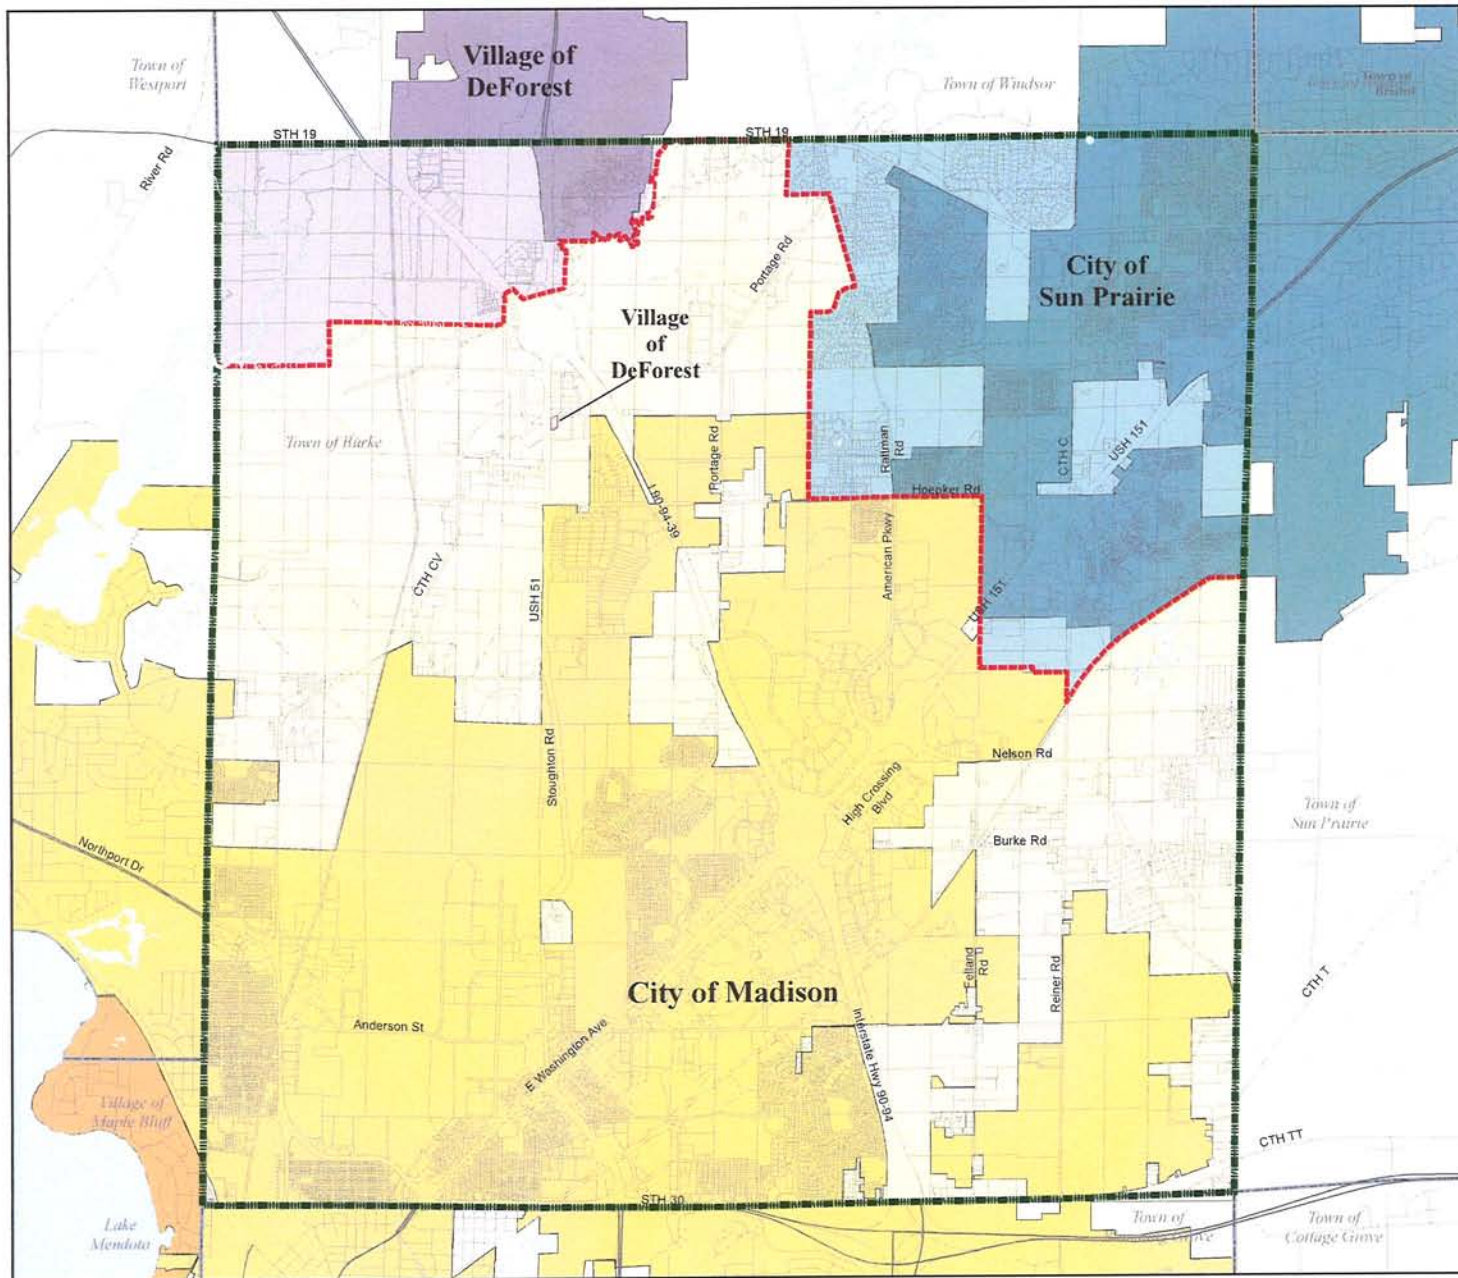 Village of
DeForest
Town of
Westport
Town of Windsor
Town of
Bristol
STH 19
STH 19
River Rd
Portage Rd
City of
Sun Prairie
Village
of
DeForest
Town of Burke
Portage Rd
Rattman
Rd
CTH C
USH 151
Hoepker Rd
I 90-94-39
American Pkwy
CTH CV
USH 51
USH 151
Stoughton Rd
Nelson Rd
High Crossing
Blvd
Burke Rd
Town of
Sun Prairie
Northport Dr
Felland
Rd
Reiner Rd
CTH T
City of Madison
Anderson St
E Washington Ave
Interstate Hwy 90-94
Village of
Maple Bluff
CTH TT
STH 30
Lake
Mendota
Town of
Grove
Town of
Cottage Grove